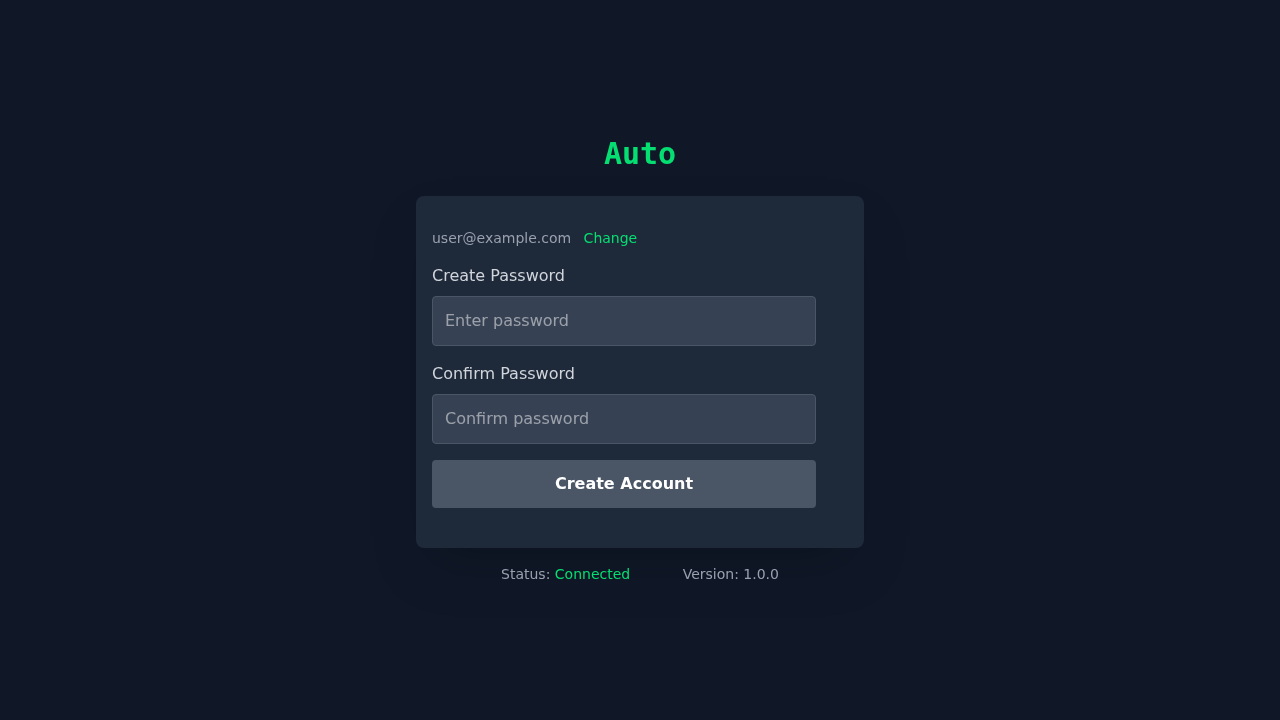 Auto
user@example.com Change
Create Password
Enter password
Confirm Password
Confirm password
Create Account
Status: Connected Version: 1.0.0